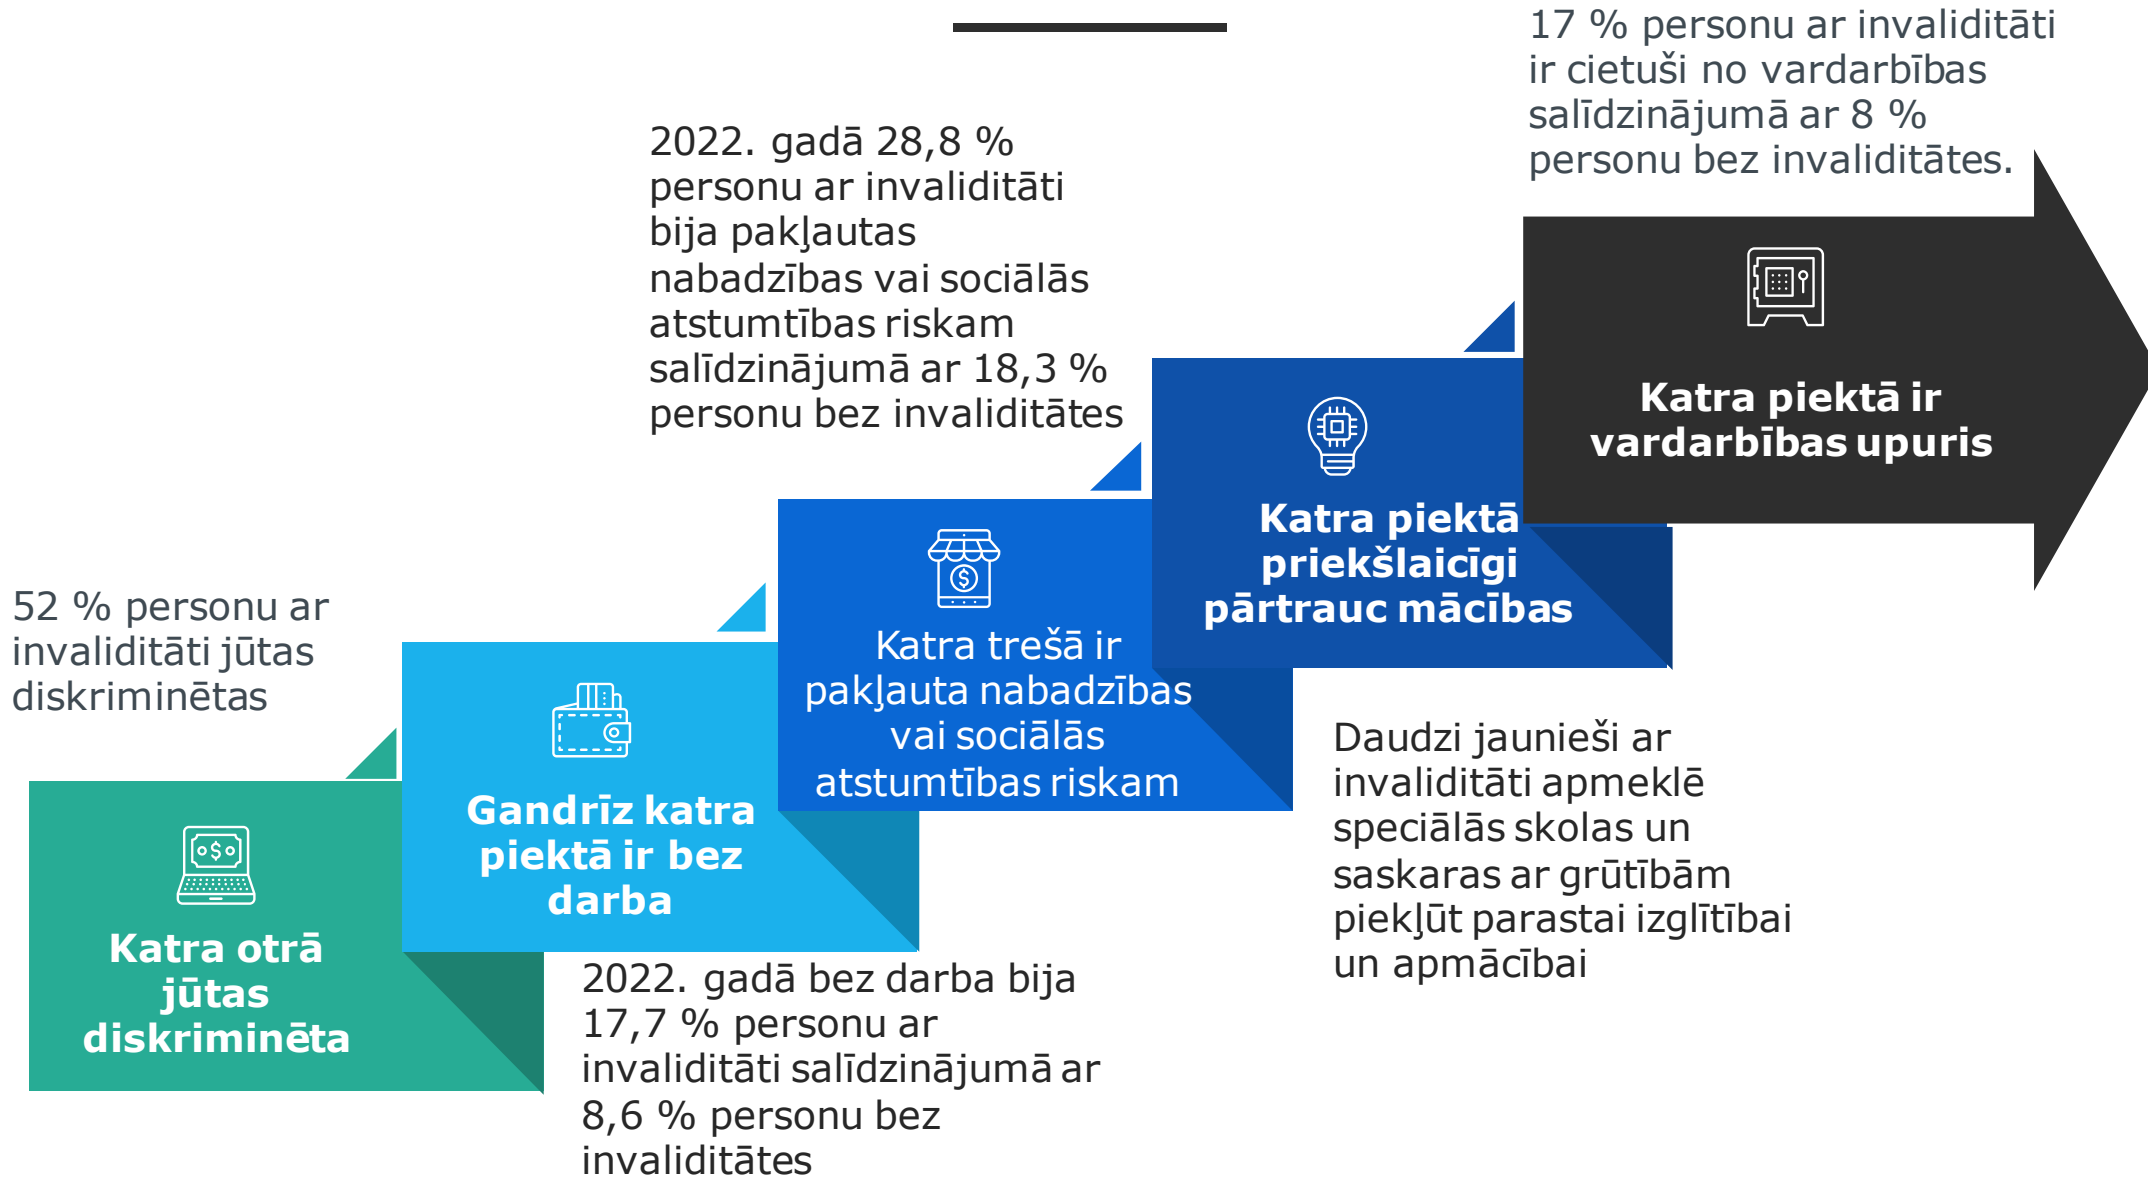 52 % personu ar
invaliditāti jūtas
diskriminētas
Katra otrā
jūtas
diskriminēta
Gandrīz katra
piektā ir bez
darba
2022. gadā bez darba bija
17,7 % personu ar
invaliditāti salīdzinājumā ar
8,6 % personu bez
invaliditātes
2022. gadā 28,8 %
personu ar invaliditāti
bija pakļautas
nabadzības vai sociālās
atstumtības riskam
salīdzinājumā ar 18,3 %
personu bez invaliditātes
Katra trešā ir
pakļauta nabadzības
vai sociālās
atstumtības riskam
Katra piektā
priekšlaicīgi
pārtrauc mācības
Daudzi jaunieši ar
invaliditāti apmeklē
speciālās skolas un
saskaras ar grūtībām
piekļūt parastai izglītībai
un apmācībai
17 % personu ar invaliditāti
ir cietuši no vardarbības
salīdzinājumā ar 8 %
personu bez invaliditātes.
Katra piektā ir
vardarbības upuris